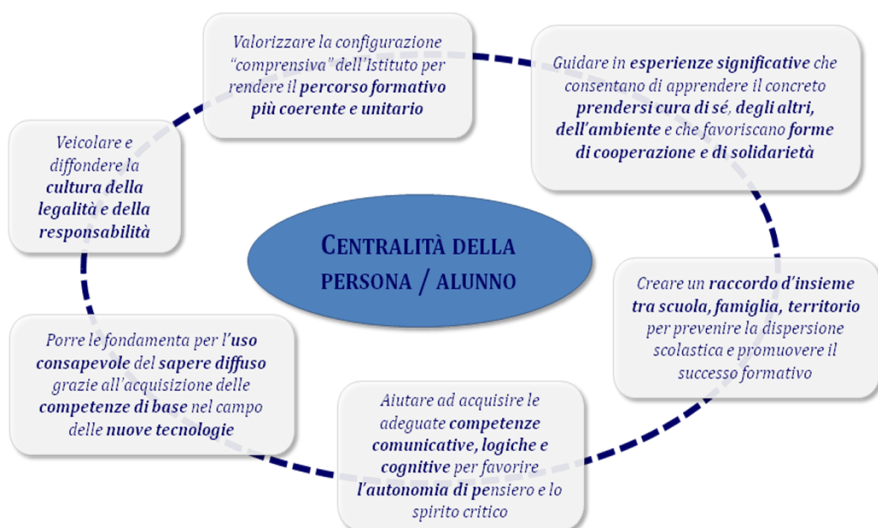 Valorizzare la configurazione
“comprensiva” dell’Istituto per
rendere il percorso formativo
più coerente e unitario
Guidare in esperienze significative che
consentano di apprendere il concreto
prendersi cura di sé, degli altri,
dell’ambiente e che favoriscano forme
di cooperazione e di solidarietà
Veicolare e
diffondere la
cultura della
legalità e della
responsabilità
CENTRALITÀ DELLA
PERSONA / ALUNNO
Creare un raccordo d’insieme
tra scuola, famiglia, territorio
per prevenire la dispersione
scolastica e promuovere il
successo formativo
Porre le fondamenta per l’uso
consapevole del sapere diffuso
grazie all’acquisizione delle
competenze di base nel campo
delle nuove tecnologie
Aiutare ad acquisire le
adeguate competenze
comunicative, logiche e
cognitive per favorire
l’autonomia di pensiero e lo
spirito critico